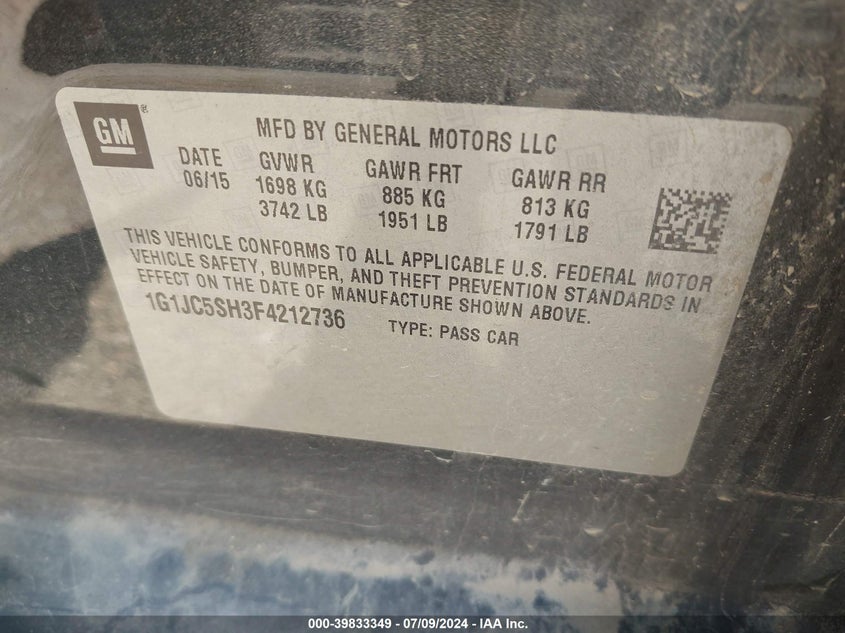 GM ®
MFD BY GENERAL MOTORS LLC
DATE GVWR GAWR FRT GAWR RR
06/15 1698 KG 885 KG 813 KG
3742 LB 1951 LB 1791 LB
THIS VEHICLE CONFORMS TO ALL APPLICABLE U.S. FEDERAL MOTOR
VEHICLE SAFETY, BUMPER, AND THEFT PREVENTION STANDARDS IN
EFFECT ON THE DATE OF MANUFACTURE SHOWN ABOVE.
1G1JC5SH3F4212736 TYPE: PASS CAR
000-39833349 / 07/09/2024 - IAA Inc.